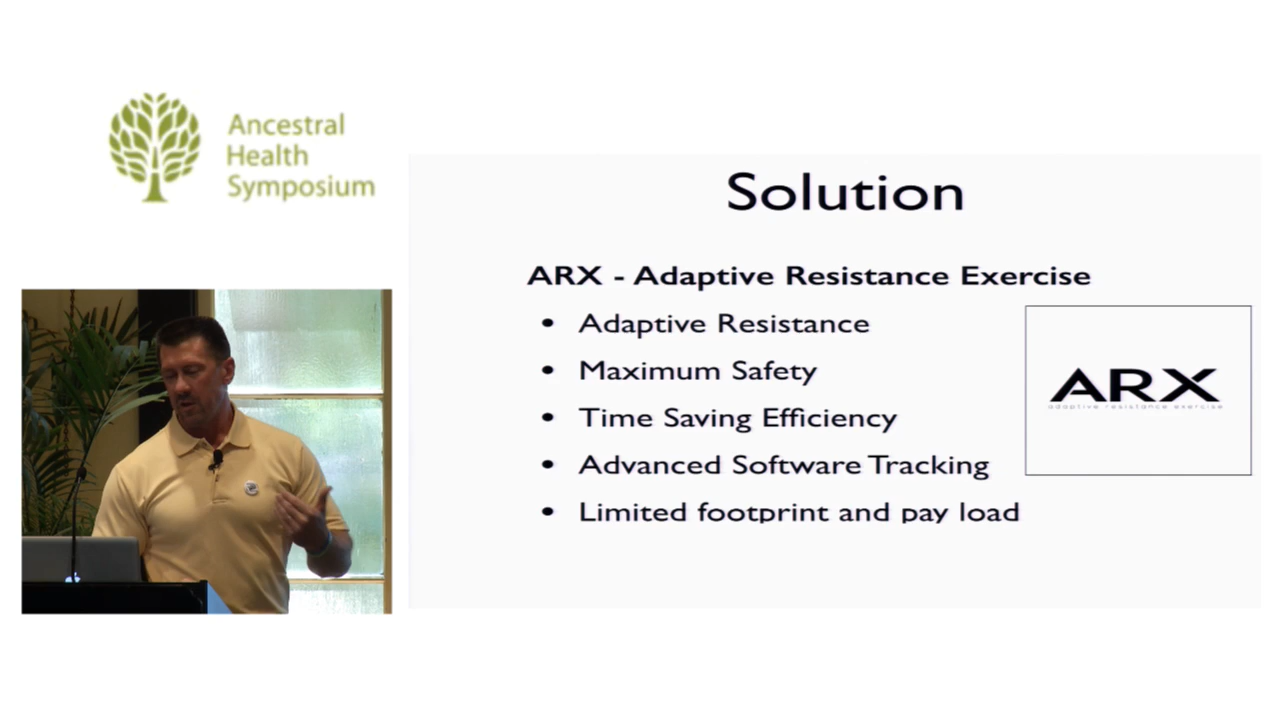 Ancestral
Health
Symposium
Solution
ARX - Adaptive Resistance Exercise
• Adaptive Resistance
• Maximum Safety
• Time Saving Efficiency
• Advanced Software Tracking
• Limited footprint and pay load
ARX
adaptive resistance exercise